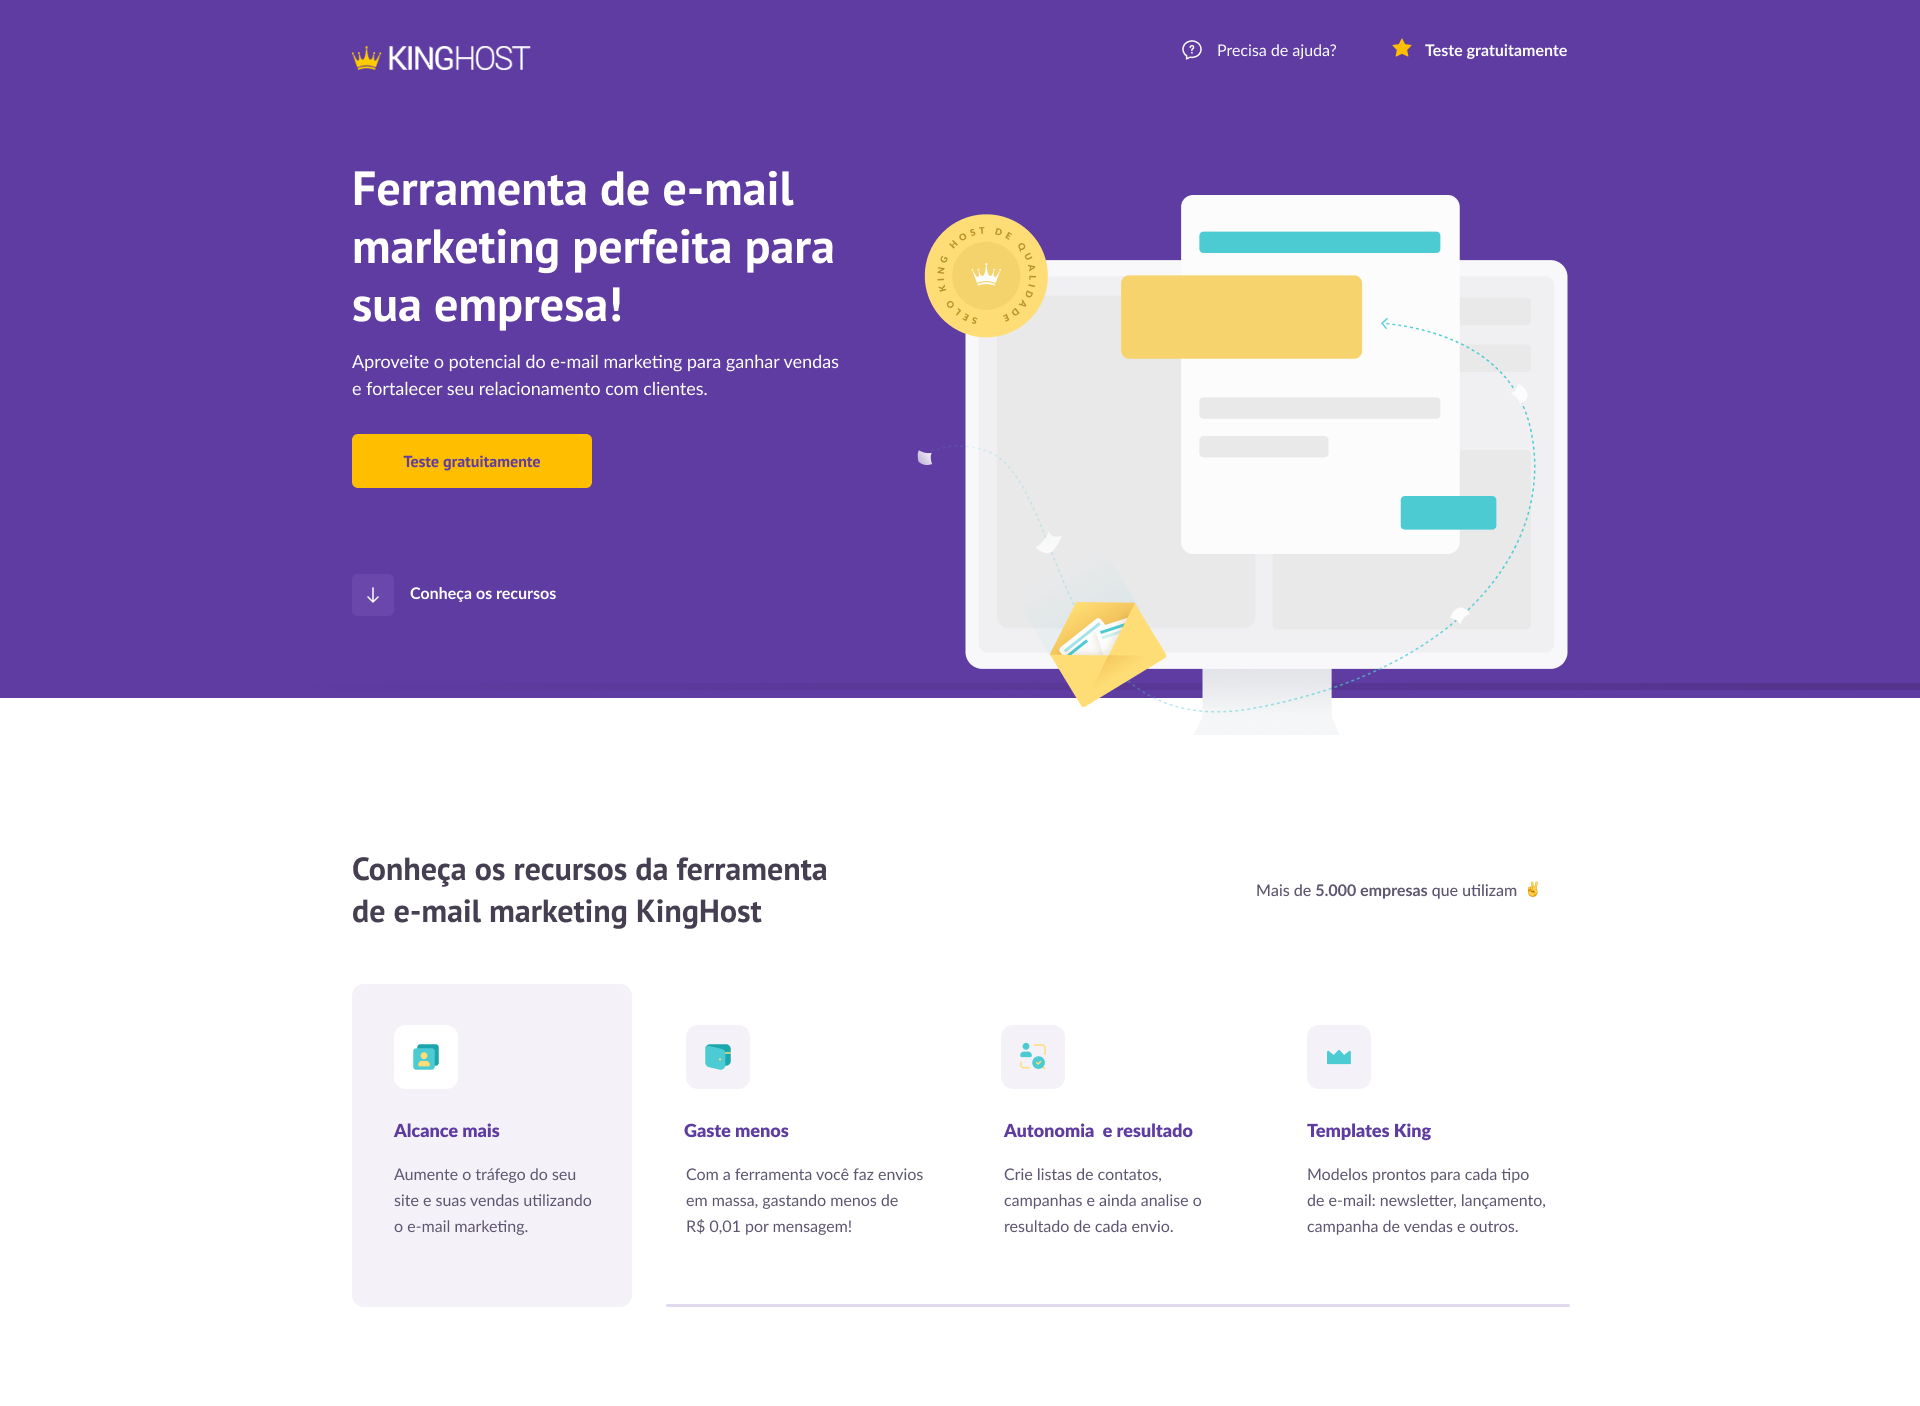 KINGHOST
Precisa de ajuda?
Teste gratuitamente
Ferramenta de e-mail
marketing perfeita para
sua empresa!
Aproveite o potencial do e-mail marketing para ganhar vendas
e fortalecer seu relacionamento com clientes.
Teste gratuitamente
Conheça os recursos
SELO KING HOST DE QUALIDADE
Conheça os recursos da ferramenta
de e-mail marketing KingHost
Mais de 5.000 empresas que utilizam ✌
Alcance mais
Aumente o tráfego do seu
site e suas vendas utilizando
o e-mail marketing.
Gaste menos
Com a ferramenta você faz envios
em massa, gastando menos de
R$ 0,01 por mensagem!
Autonomia  e resultado
Crie listas de contatos,
campanhas e ainda analise o
resultado de cada envio.
Templates King
Modelos prontos para cada tipo
de e-mail: newsletter, lançamento,
campanha de vendas e outros.